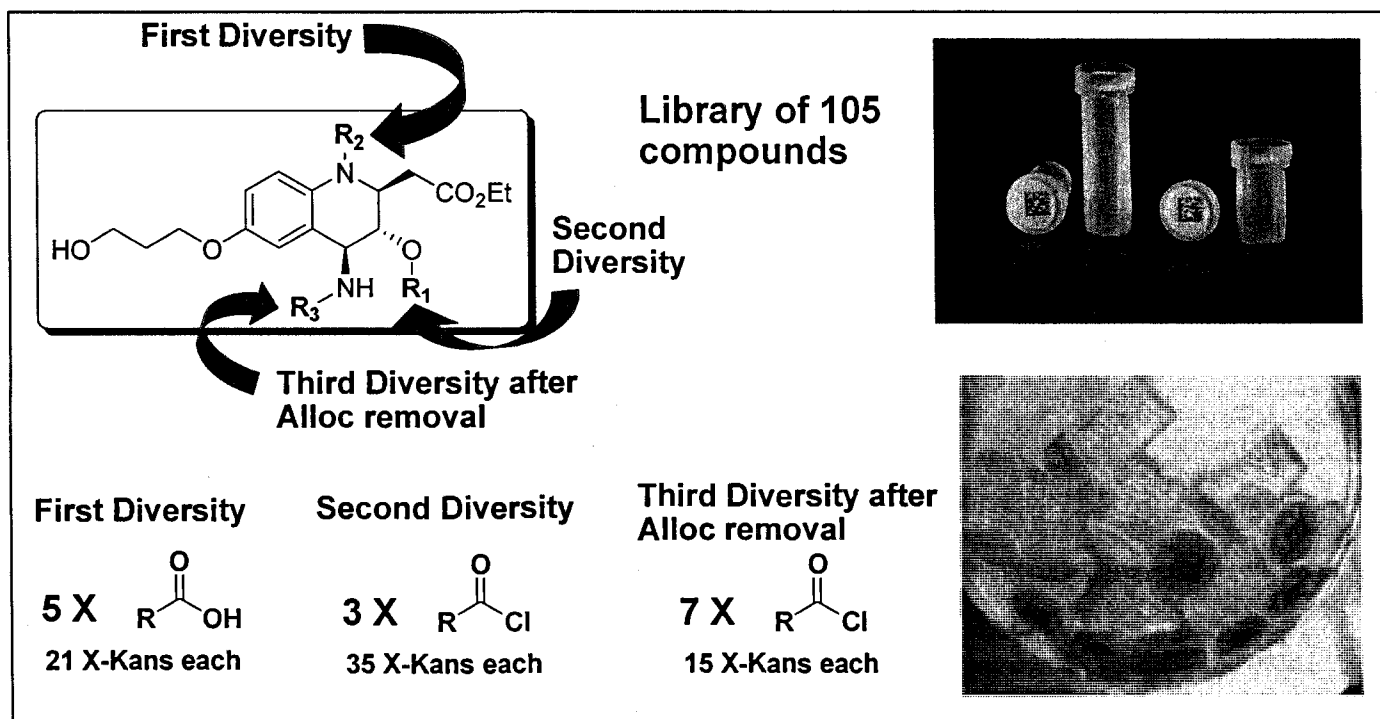 First Diversity
R2
N
CO2Et
HO
O
O
NH
R1
R3
Second
Diversity
Third Diversity after
Alloc removal
Library of 105
compounds
First Diversity
5 X
O
R
OH
21 X-Kans each
Second Diversity
3 X
O
R
Cl
35 X-Kans each
Third Diversity after
Alloc removal
7 X
O
R
Cl
15 X-Kans each